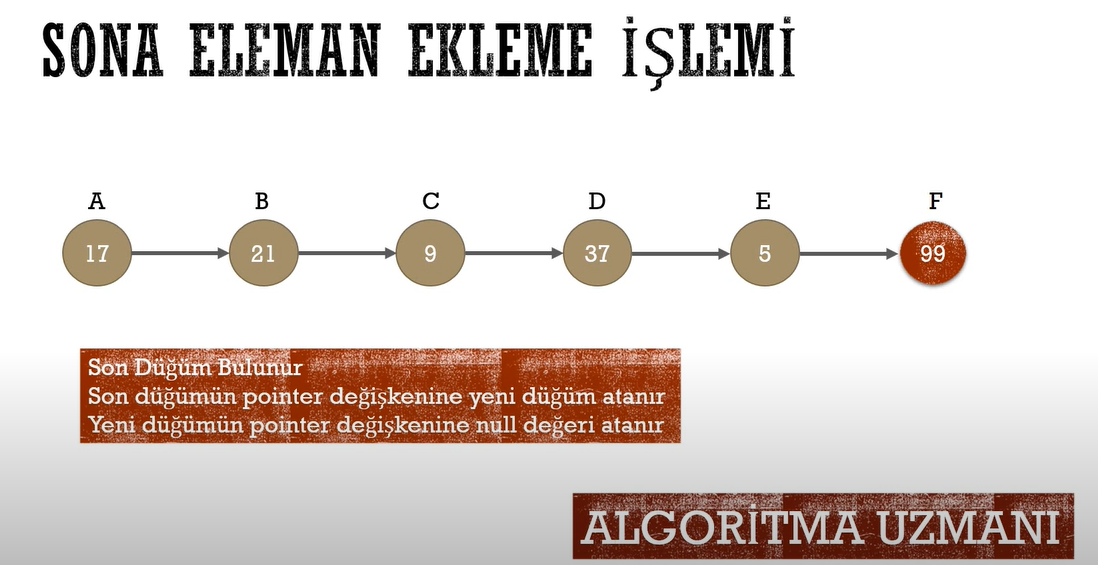 SONA ELEMAN EKLEME İŞLEMİ
A B C D E F
17 21 9 37 5 99
Son Düğüm Bulunur
Son düğümün pointer değişkenine yeni düğüm atanır
Yeni düğümün pointer değişkenine null değeri atanır
ALGORİTMA UZMANI